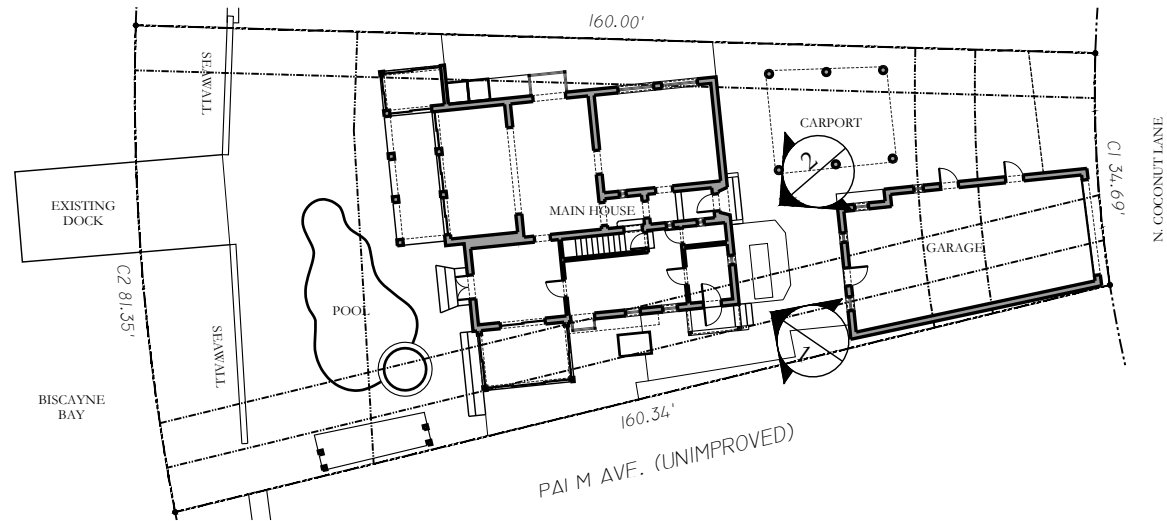 160.00'
SEAWALL
CARPORT
2
C1 34.69'
N. COCONUT LANE
EXISTING
DOCK
MAIN HOUSE
GARAGE
C2 81.35'
POOL
SEAWALL
1
BISCAYNE
BAY
160.34'
PALM AVE. (UNIMPROVED)